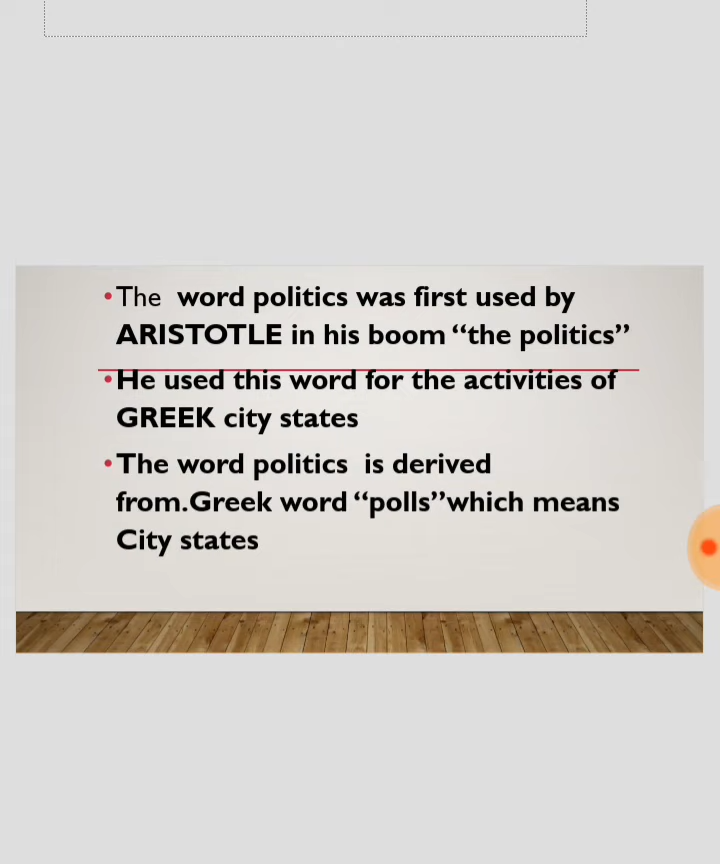 •The word politics was first used by
ARISTOTLE in his boom “the politics”
•He used this word for the activities of
GREEK city states
•The word politics is derived
from.Greek word “polls”which means
City states